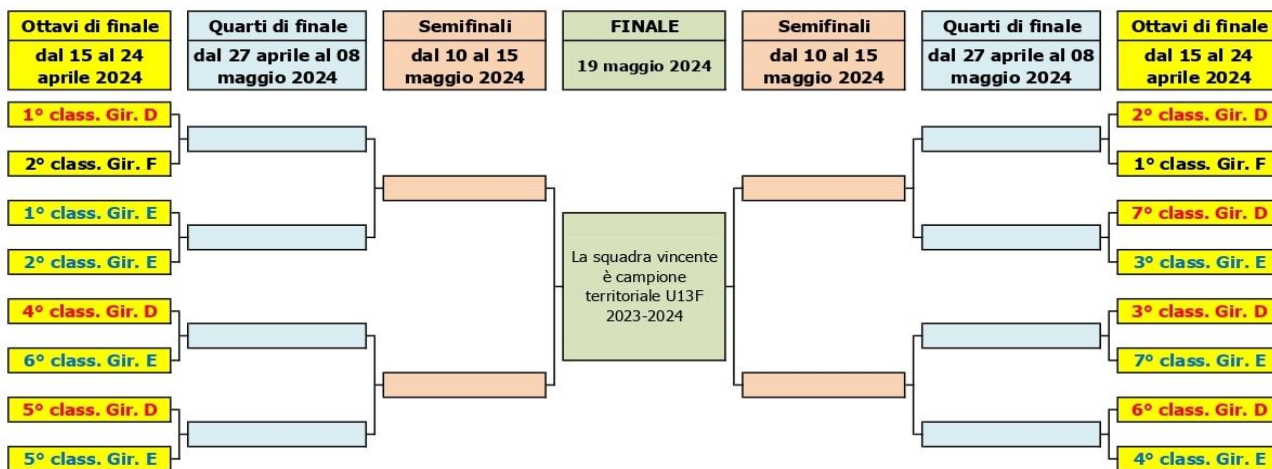 Ottavi di finale
Quarti di finale
Semifinali
FINALE
Semifinali
Quarti di finale
Ottavi di finale
dal 15 al 24
aprile 2024
dal 27 aprile al 08
maggio 2024
dal 10 al 15
maggio 2024
19 maggio 2024
dal 10 al 15
maggio 2024
dal 27 aprile al 08
maggio 2024
dal 15 al 24
aprile 2024
1° class. Gir. D
2° class. Gir. F
1° class. Gir. E
2° class. Gir. E
4° class. Gir. D
6° class. Gir. E
5° class. Gir. D
5° class. Gir. E
La squadra vincente
è campione
territoriale U13F
2023-2024
2° class. Gir. D
1° class. Gir. F
7° class. Gir. D
3° class. Gir. E
3° class. Gir. D
7° class. Gir. E
6° class. Gir. D
4° class. Gir. E